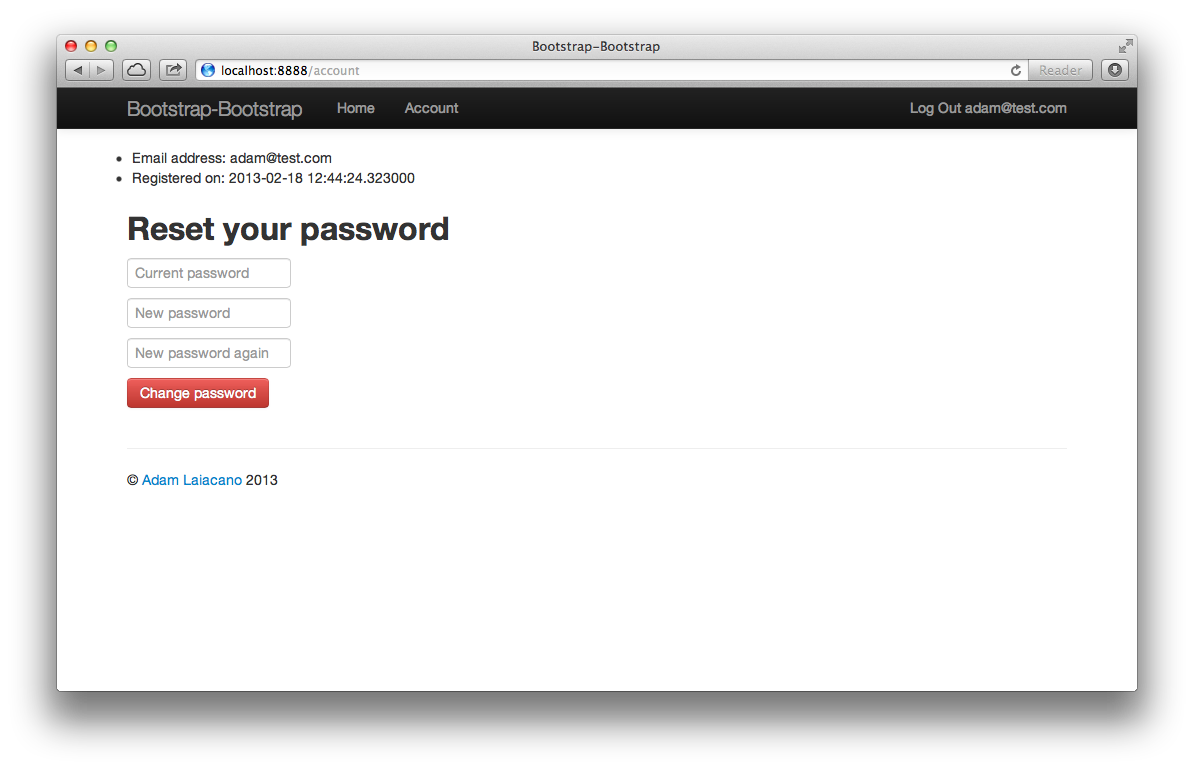 Bootstrap-Bootstrap
localhost:8888/account
Reader
Bootstrap-Bootstrap Home Account Log Out adam@test.com
• Email address: adam@test.com
• Registered on: 2013-02-18 12:44:24.323000
Reset your password
Current password
New password
New password again
Change password
© Adam Laiacano 2013